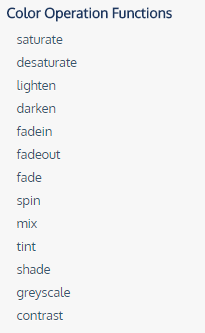 Color Operation Functions
saturate
desaturate
lighten
darken
fadein
fadeout
fade
spin
mix
tint
shade
greyscale
contrast